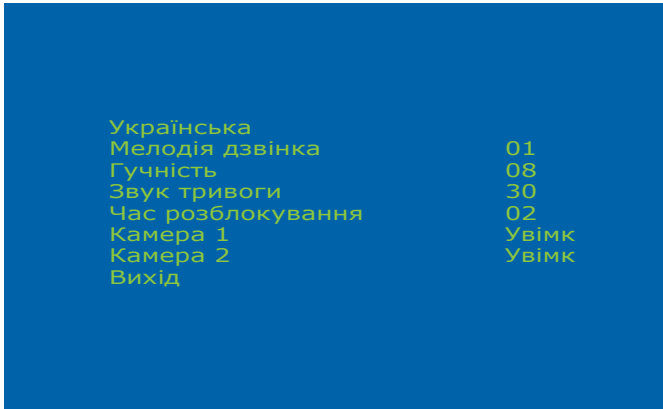 Українська
Мелодія дзвінка 01
Гучність 08
Звук тривоги 30
Час розблокування 02
Камера 1 Увімк
Камера 2 Увімк
Вихід